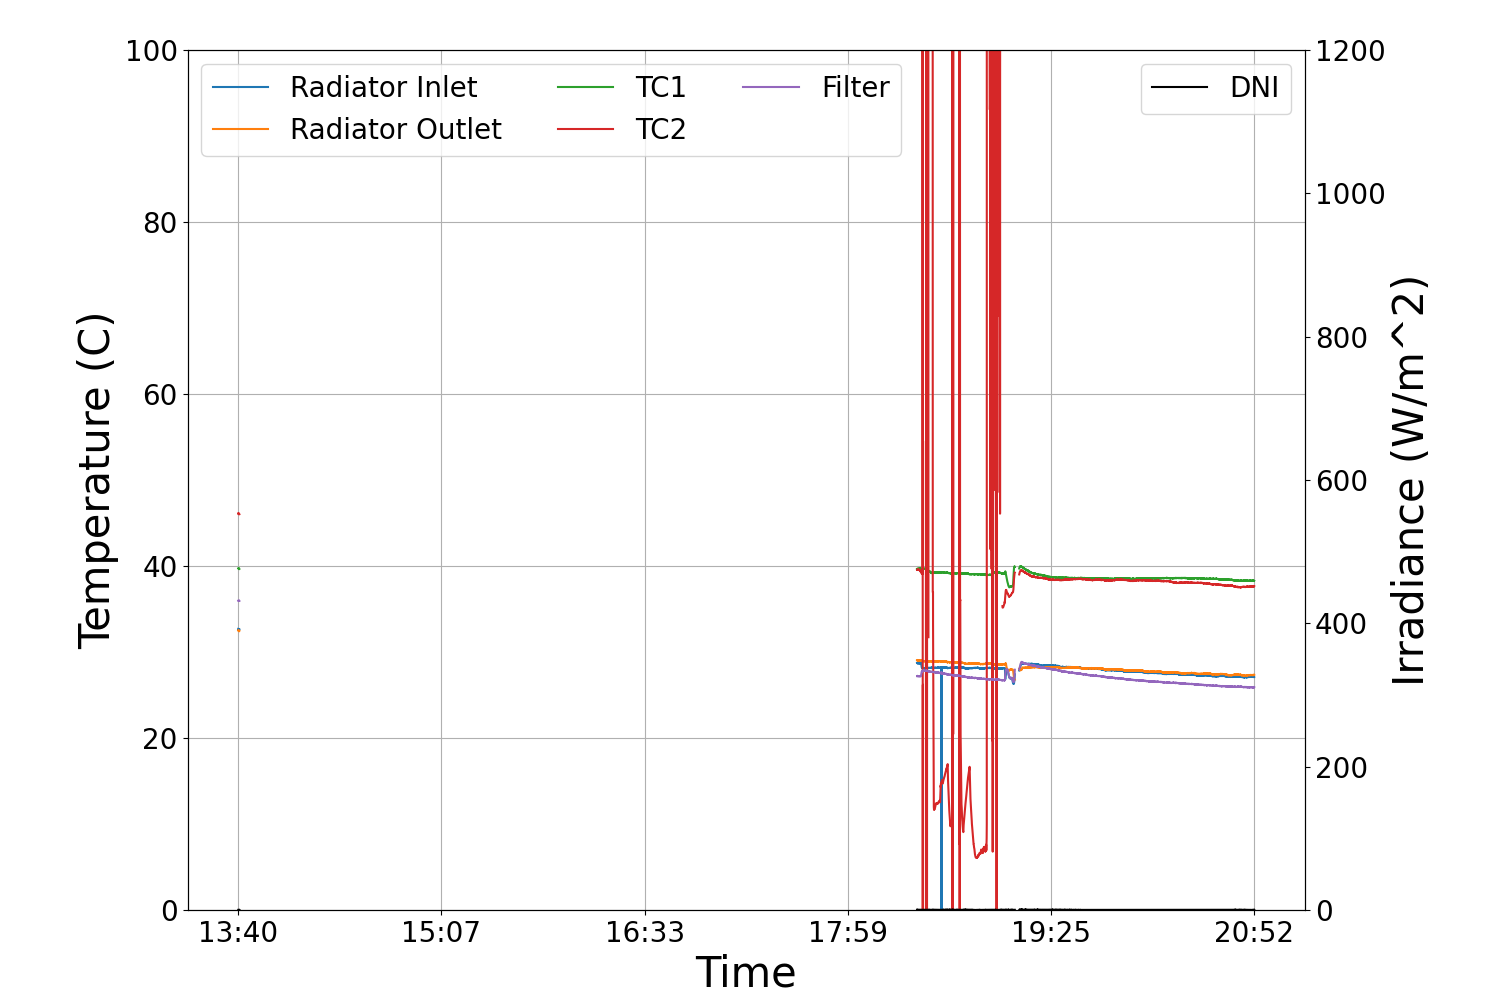 Radiator Inlet
Radiator Outlet
TC1
TC2
Filter
DNI
Temperature (C)
100
80
60
40
20
0
Irradiance (W/m^2)
1200
1000
800
600
400
200
0
13:40 15:07 16:33 17:59 19:25 20:52
Time